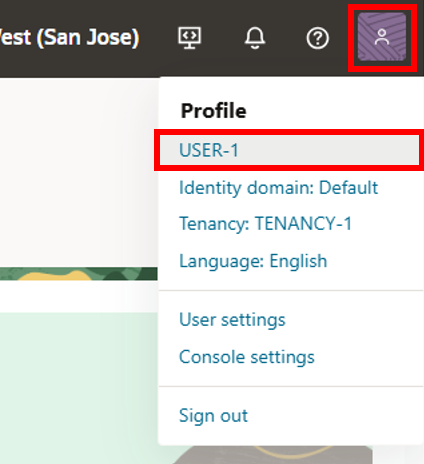 est (San Jose)
Profile
USER-1
Identity domain: Default
Tenancy: TENANCY-1
Language: English
User settings
Console settings
Sign out